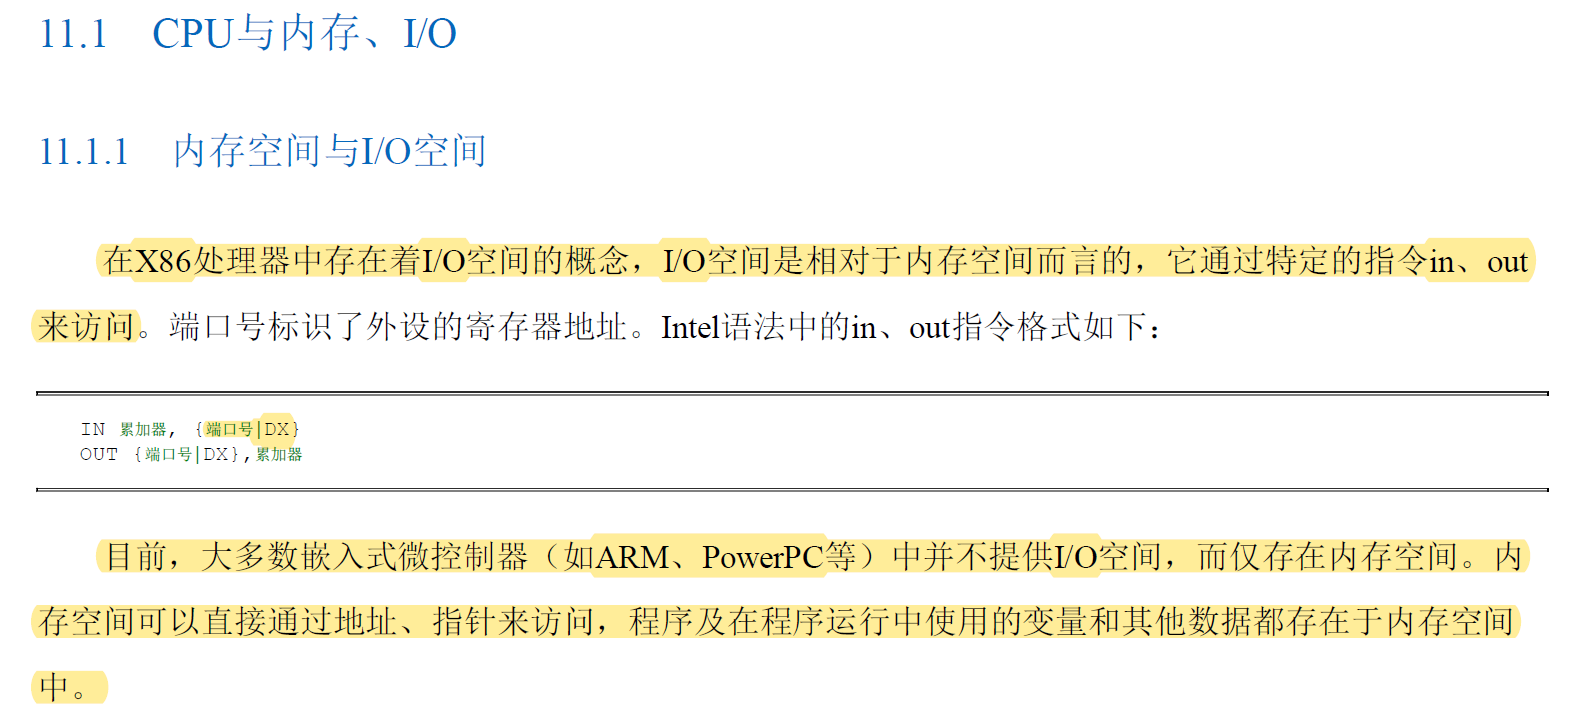 11.1 CPU与内存、I/O
11.1.1 内存空间与I/O空间
在X86处理器中存在着I/O空间的概念，I/O空间是相对于内存空间而言的，它通过特定的指令in、out
来访问。端口号标识了外设的寄存器地址。Intel语法中的in、out指令格式如下：
IN 累加器, {端口号|DX}
OUT {端口号|DX},累加器
目前，大多数嵌入式微控制器（如ARM、PowerPC等）中并不提供I/O空间，而仅存在内存空间。内
存空间可以直接通过地址、指针来访问，程序及在程序运行中使用的变量和其他数据都存在于内存空间
中。